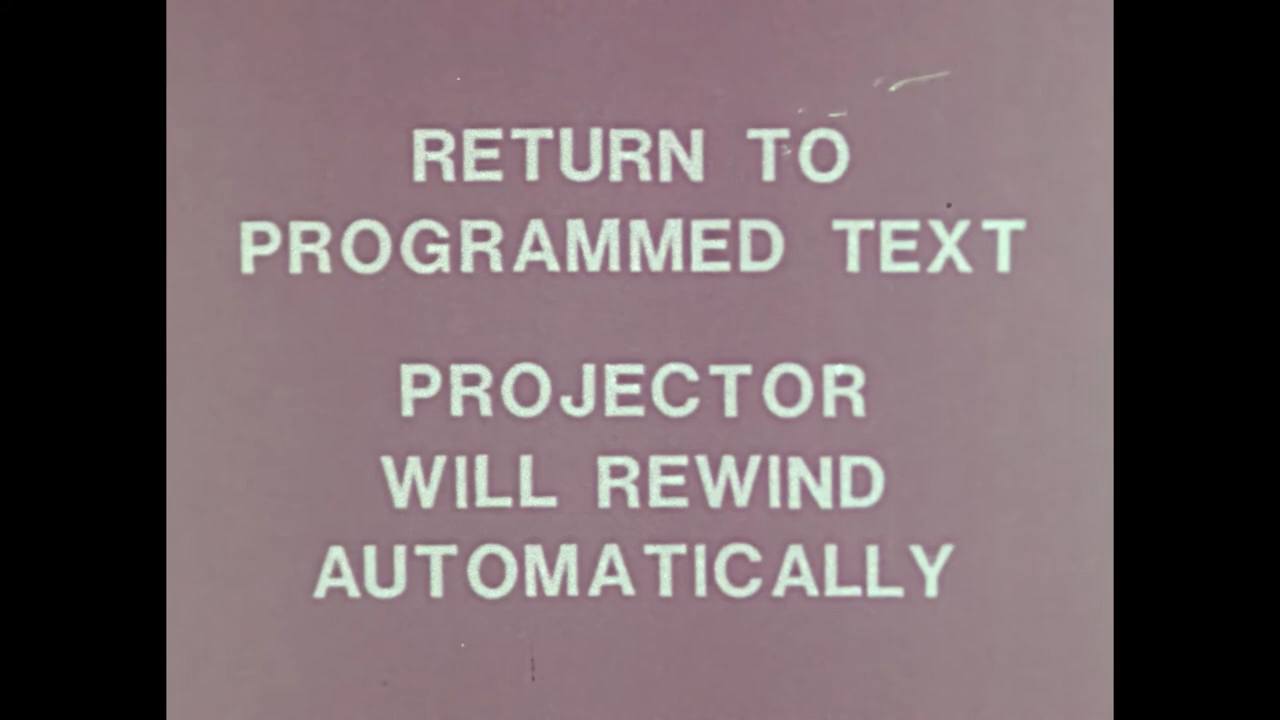 RETURN TO
PROGRAMMED TEXT
PROJECTOR
WILL REWIND
AUTOMATICALLY